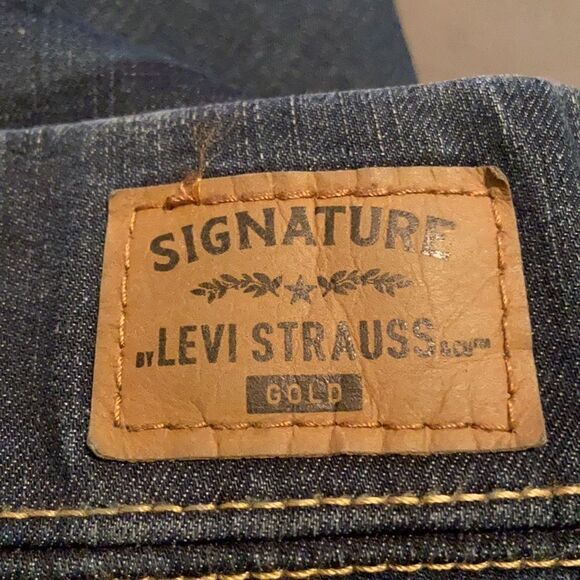 SIGNATURE
BY LEVI STRAUSS & CO™
GOLD